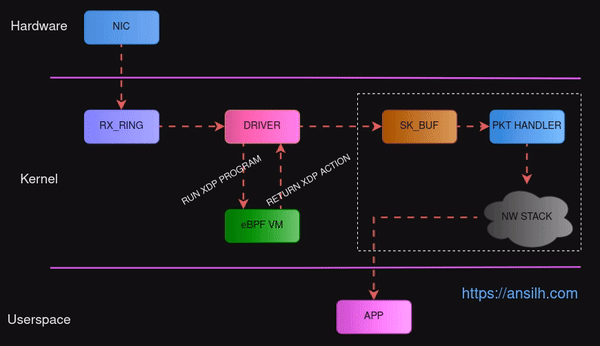 Hardware
NIC
RX_RING
DRIVER
SK_BUF
PKT HANDLER
RUN XDP PROGRAM
RETURN XDP ACTION
Kernel
eBPF VM
NW STACK
https://ansilh.com
Userspace
APP